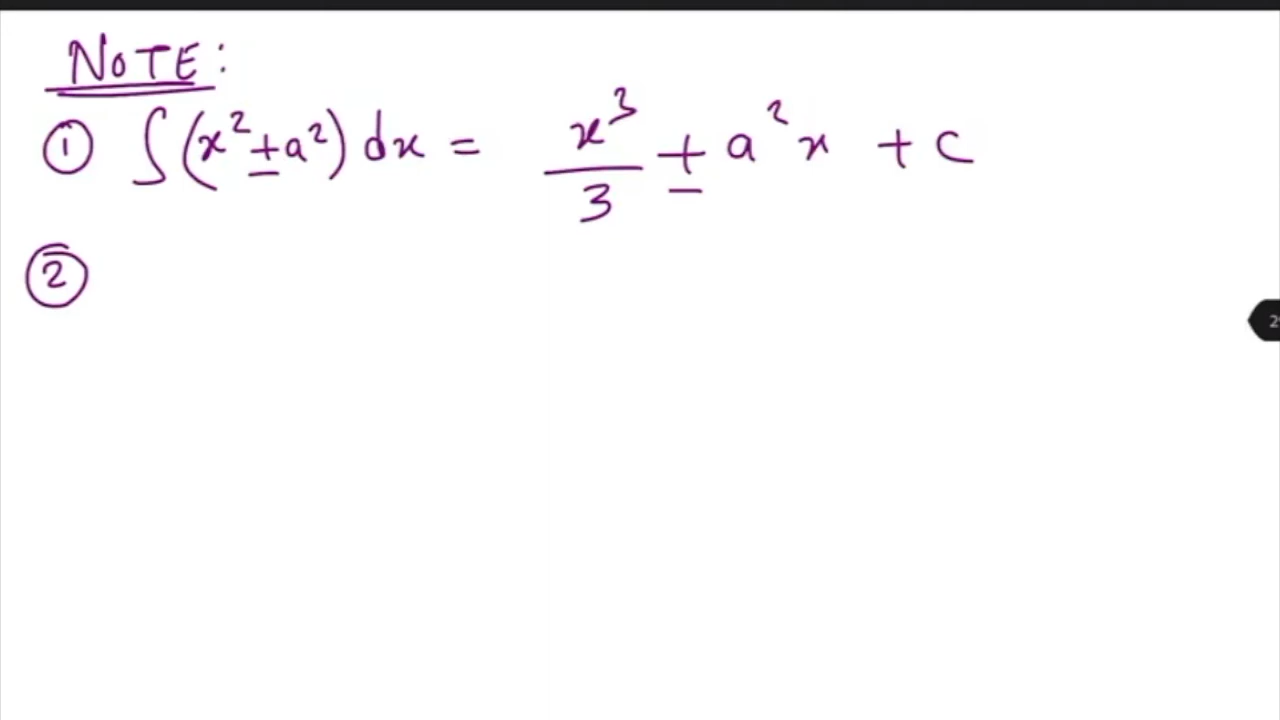 NOTE:
① ∫(x²±a²) dx = x³/3 ± a²x + c
②